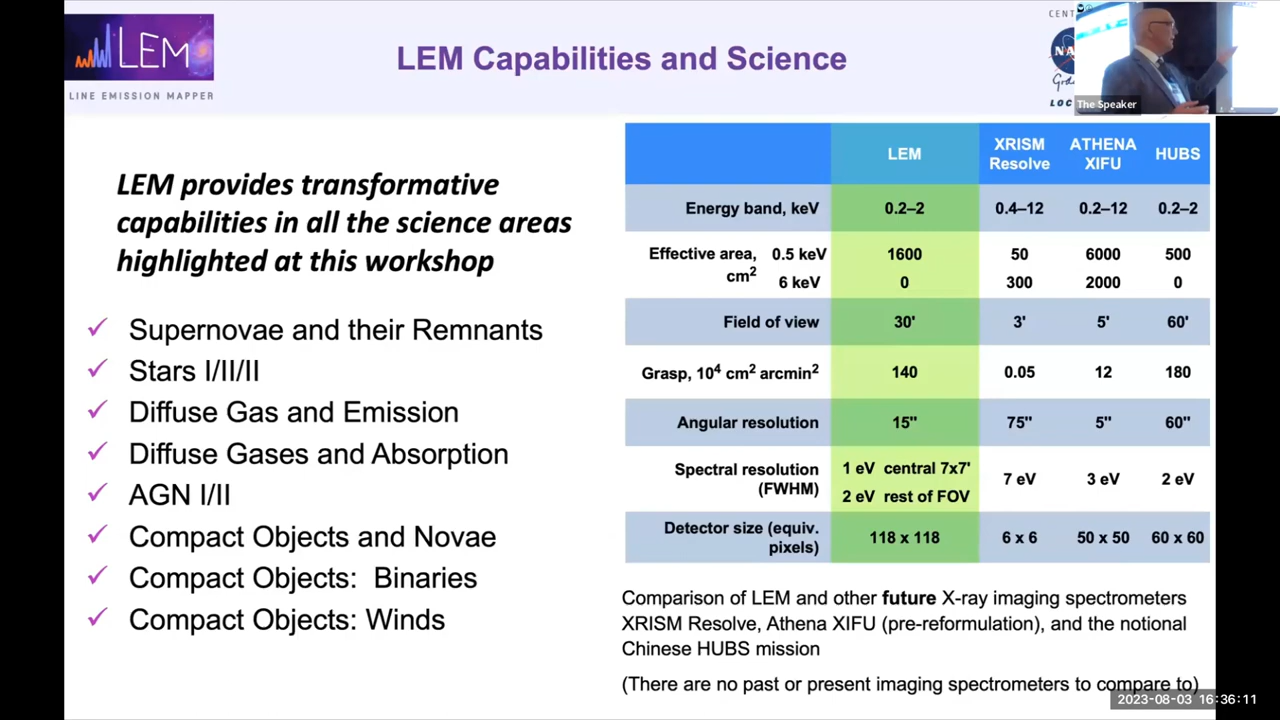 LEM
LINE EMISSION MAPPER
LEM Capabilities and Science
CENT
NA
LOC
The Speaker
LEM provides transformative
capabilities in all the science areas
highlighted at this workshop
✓ Supernovae and their Remnants
✓ Stars I/II/II
✓ Diffuse Gas and Emission
✓ Diffuse Gases and Absorption
✓ AGN I/II
✓ Compact Objects and Novae
✓ Compact Objects: Binaries
✓ Compact Objects: Winds
LEM XRISM Resolve ATHENA XIFU HUBS
Energy band, keV 0.2–2 0.4–12 0.2–12 0.2–2
Effective area, cm2 0.5 keV 1600 50 6000 500
6 keV 0 300 2000 0
Field of view 30' 3' 5' 60'
Grasp, 10⁴ cm² arcmin² 140 0.05 12 180
Angular resolution 15" 75" 5" 60"
Spectral resolution (FWHM) 1 eV central 7x7' 7 eV 3 eV 2 eV
2 eV rest of FOV
Detector size (equiv. pixels) 118 x 118 6 x 6 50 x 50 60 x 60
Comparison of LEM and other future X-ray imaging spectrometers
XRISM Resolve, Athena XIFU (pre-reformulation), and the notional
Chinese HUBS mission
(There are no past or present imaging spectrometers to compare to)
2023-08-03 16:36:11